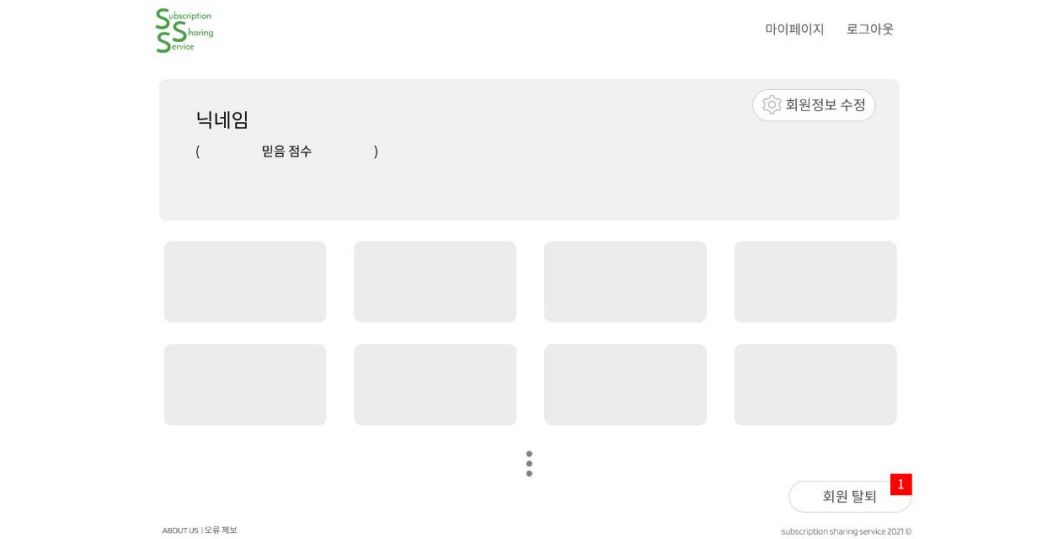 Subscription
Sharing
Service
마이페이지 로그아웃
닉네임
회원정보 수정
( 믿음 점수 )
1
회원 탈퇴
ABOUT US | 오류 제보
subscription sharing service 2021 ©